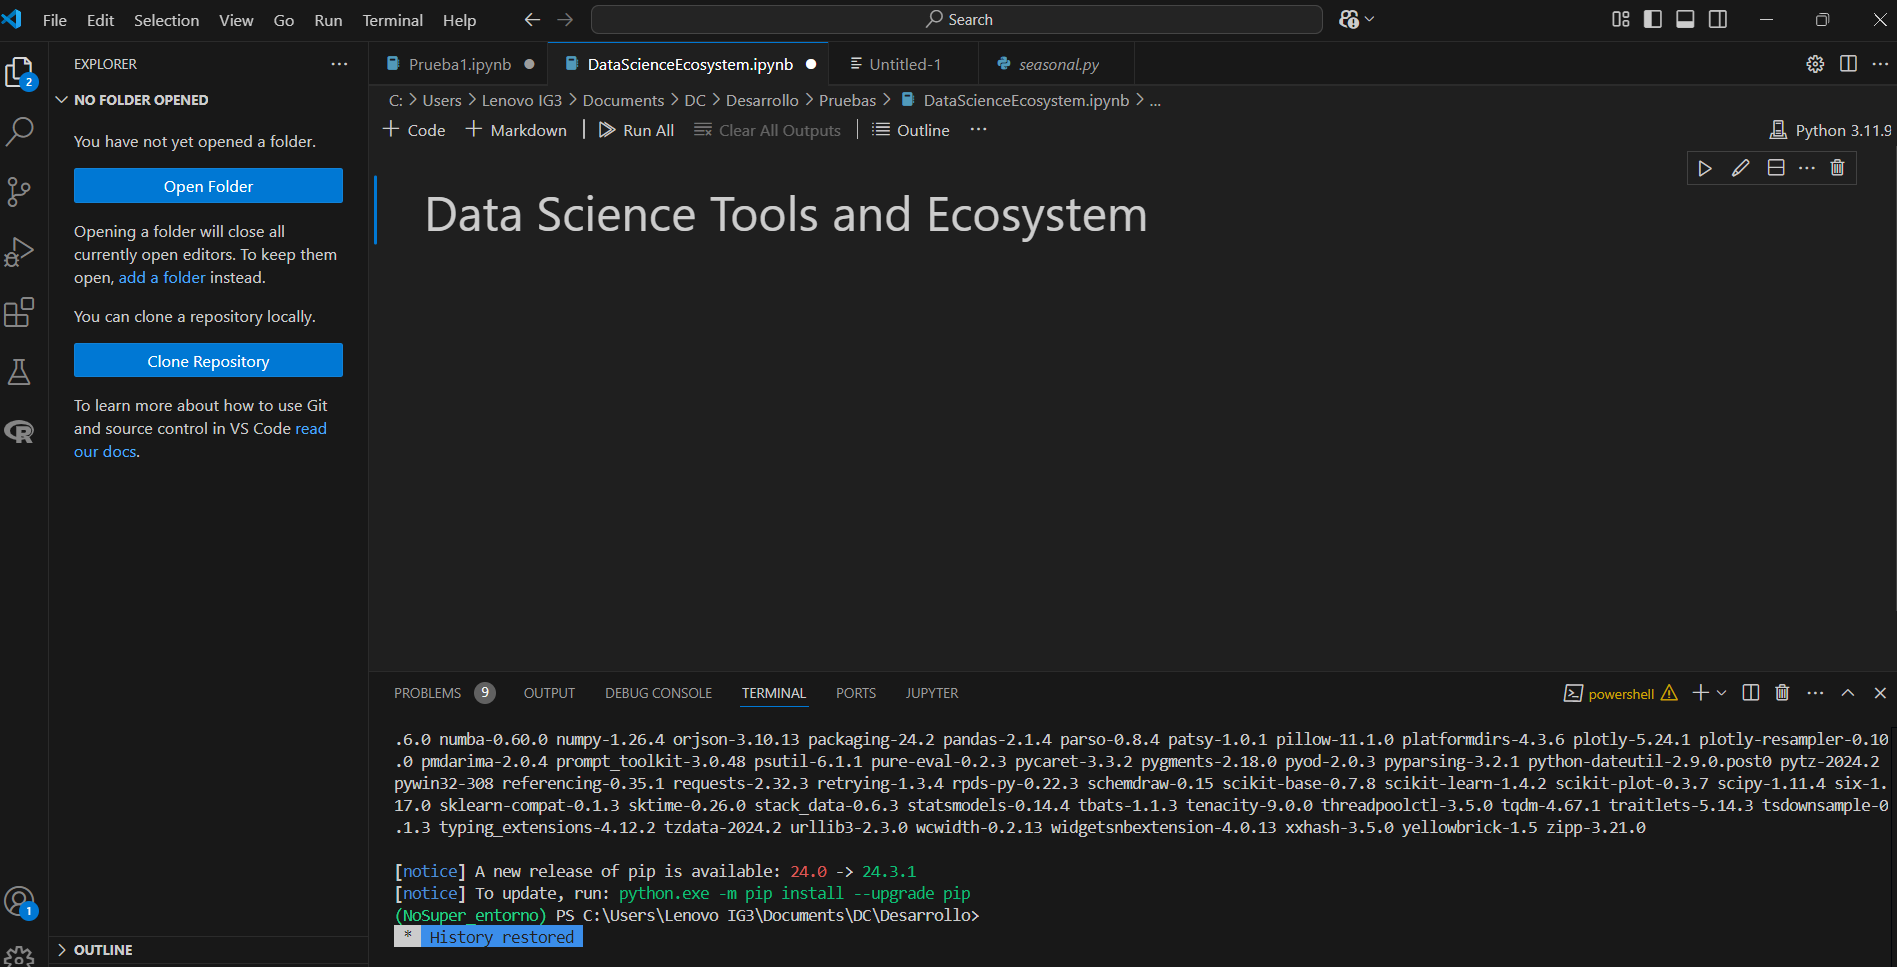 File Edit Selection View Go Run Terminal Help
Search
EXPLORER
NO FOLDER OPENED
You have not yet opened a folder.
Open Folder
Opening a folder will close all
currently open editors. To keep them
open, add a folder instead.
You can clone a repository locally.
Clone Repository
To learn more about how to use Git
and source control in VS Code read
our docs.
OUTLINE
2
1
Prueba1.ipynb DataScienceEcosystem.ipynb Untitled-1 seasonal.py
C: > Users > Lenovo IG3 > Documents > DC > Desarrollo > Pruebas > DataScienceEcosystem.ipynb > ...
+ Code + Markdown Run All Clear All Outputs Outline ...
Python 3.11.9
Data Science Tools and Ecosystem
PROBLEMS 9 OUTPUT DEBUG CONSOLE TERMINAL PORTS JUPYTER
powershell
.6.0 numba-0.60.0 numpy-1.26.4 orjson-3.10.13 packaging-24.2 pandas-2.1.4 parso-0.8.4 patsy-1.0.1 pillow-11.1.0 platformdirs-4.3.6 plotly-5.24.1 plotly-resampler-0.10
.0 pmdarima-2.0.4 prompt_toolkit-3.0.48 psutil-6.1.1 pure-eval-0.2.3 pycaret-3.3.2 pygments-2.18.0 pyod-2.0.3 pyparsing-3.2.1 python-dateutil-2.9.0.post0 pytz-2024.2
pywin32-308 referencing-0.35.1 requests-2.32.3 retrying-1.3.4 rpds-py-0.22.3 schemdraw-0.15 scikit-base-0.7.8 scikit-learn-1.4.2 scikit-plot-0.3.7 scipy-1.11.4 six-1.
17.0 sklearn-compat-0.1.3 sktime-0.26.0 stack_data-0.6.3 statsmodels-0.14.4 tbats-1.1.3 tenacity-9.0.0 threadpoolctl-3.5.0 tqdm-4.67.1 traitlets-5.14.3 tsdownsample-0
.1.3 typing_extensions-4.12.2 tzdata-2024.2 urllib3-2.3.0 wcwidth-0.2.13 widgetsnbextension-4.0.13 xxhash-3.5.0 yellowbrick-1.5 zipp-3.21.0
[notice] A new release of pip is available: 24.0 -> 24.3.1
[notice] To update, run: python.exe -m pip install --upgrade pip
(NoSuper_entorno) PS C:\Users\Lenovo IG3\Documents\DC\Desarrollo>
* History restored